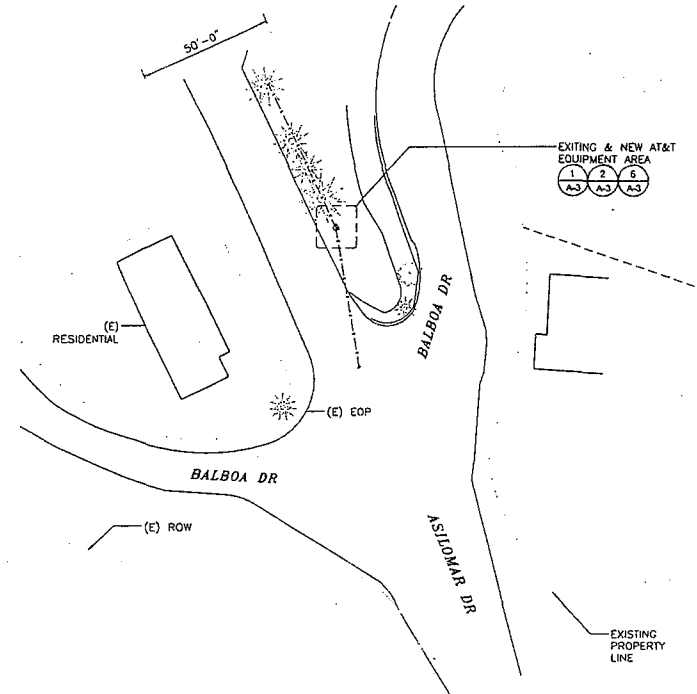 50'-0"
EXITING & NEW AT&T
EQUIPMENT AREA
1 2 6
A-3 A-3 A-3
BALBOA DR
(E)
RESIDENTIAL
(E) EOP
BALBOA DR
(E) ROW
ASILOMAR DR
EXISTING
PROPERTY
LINE